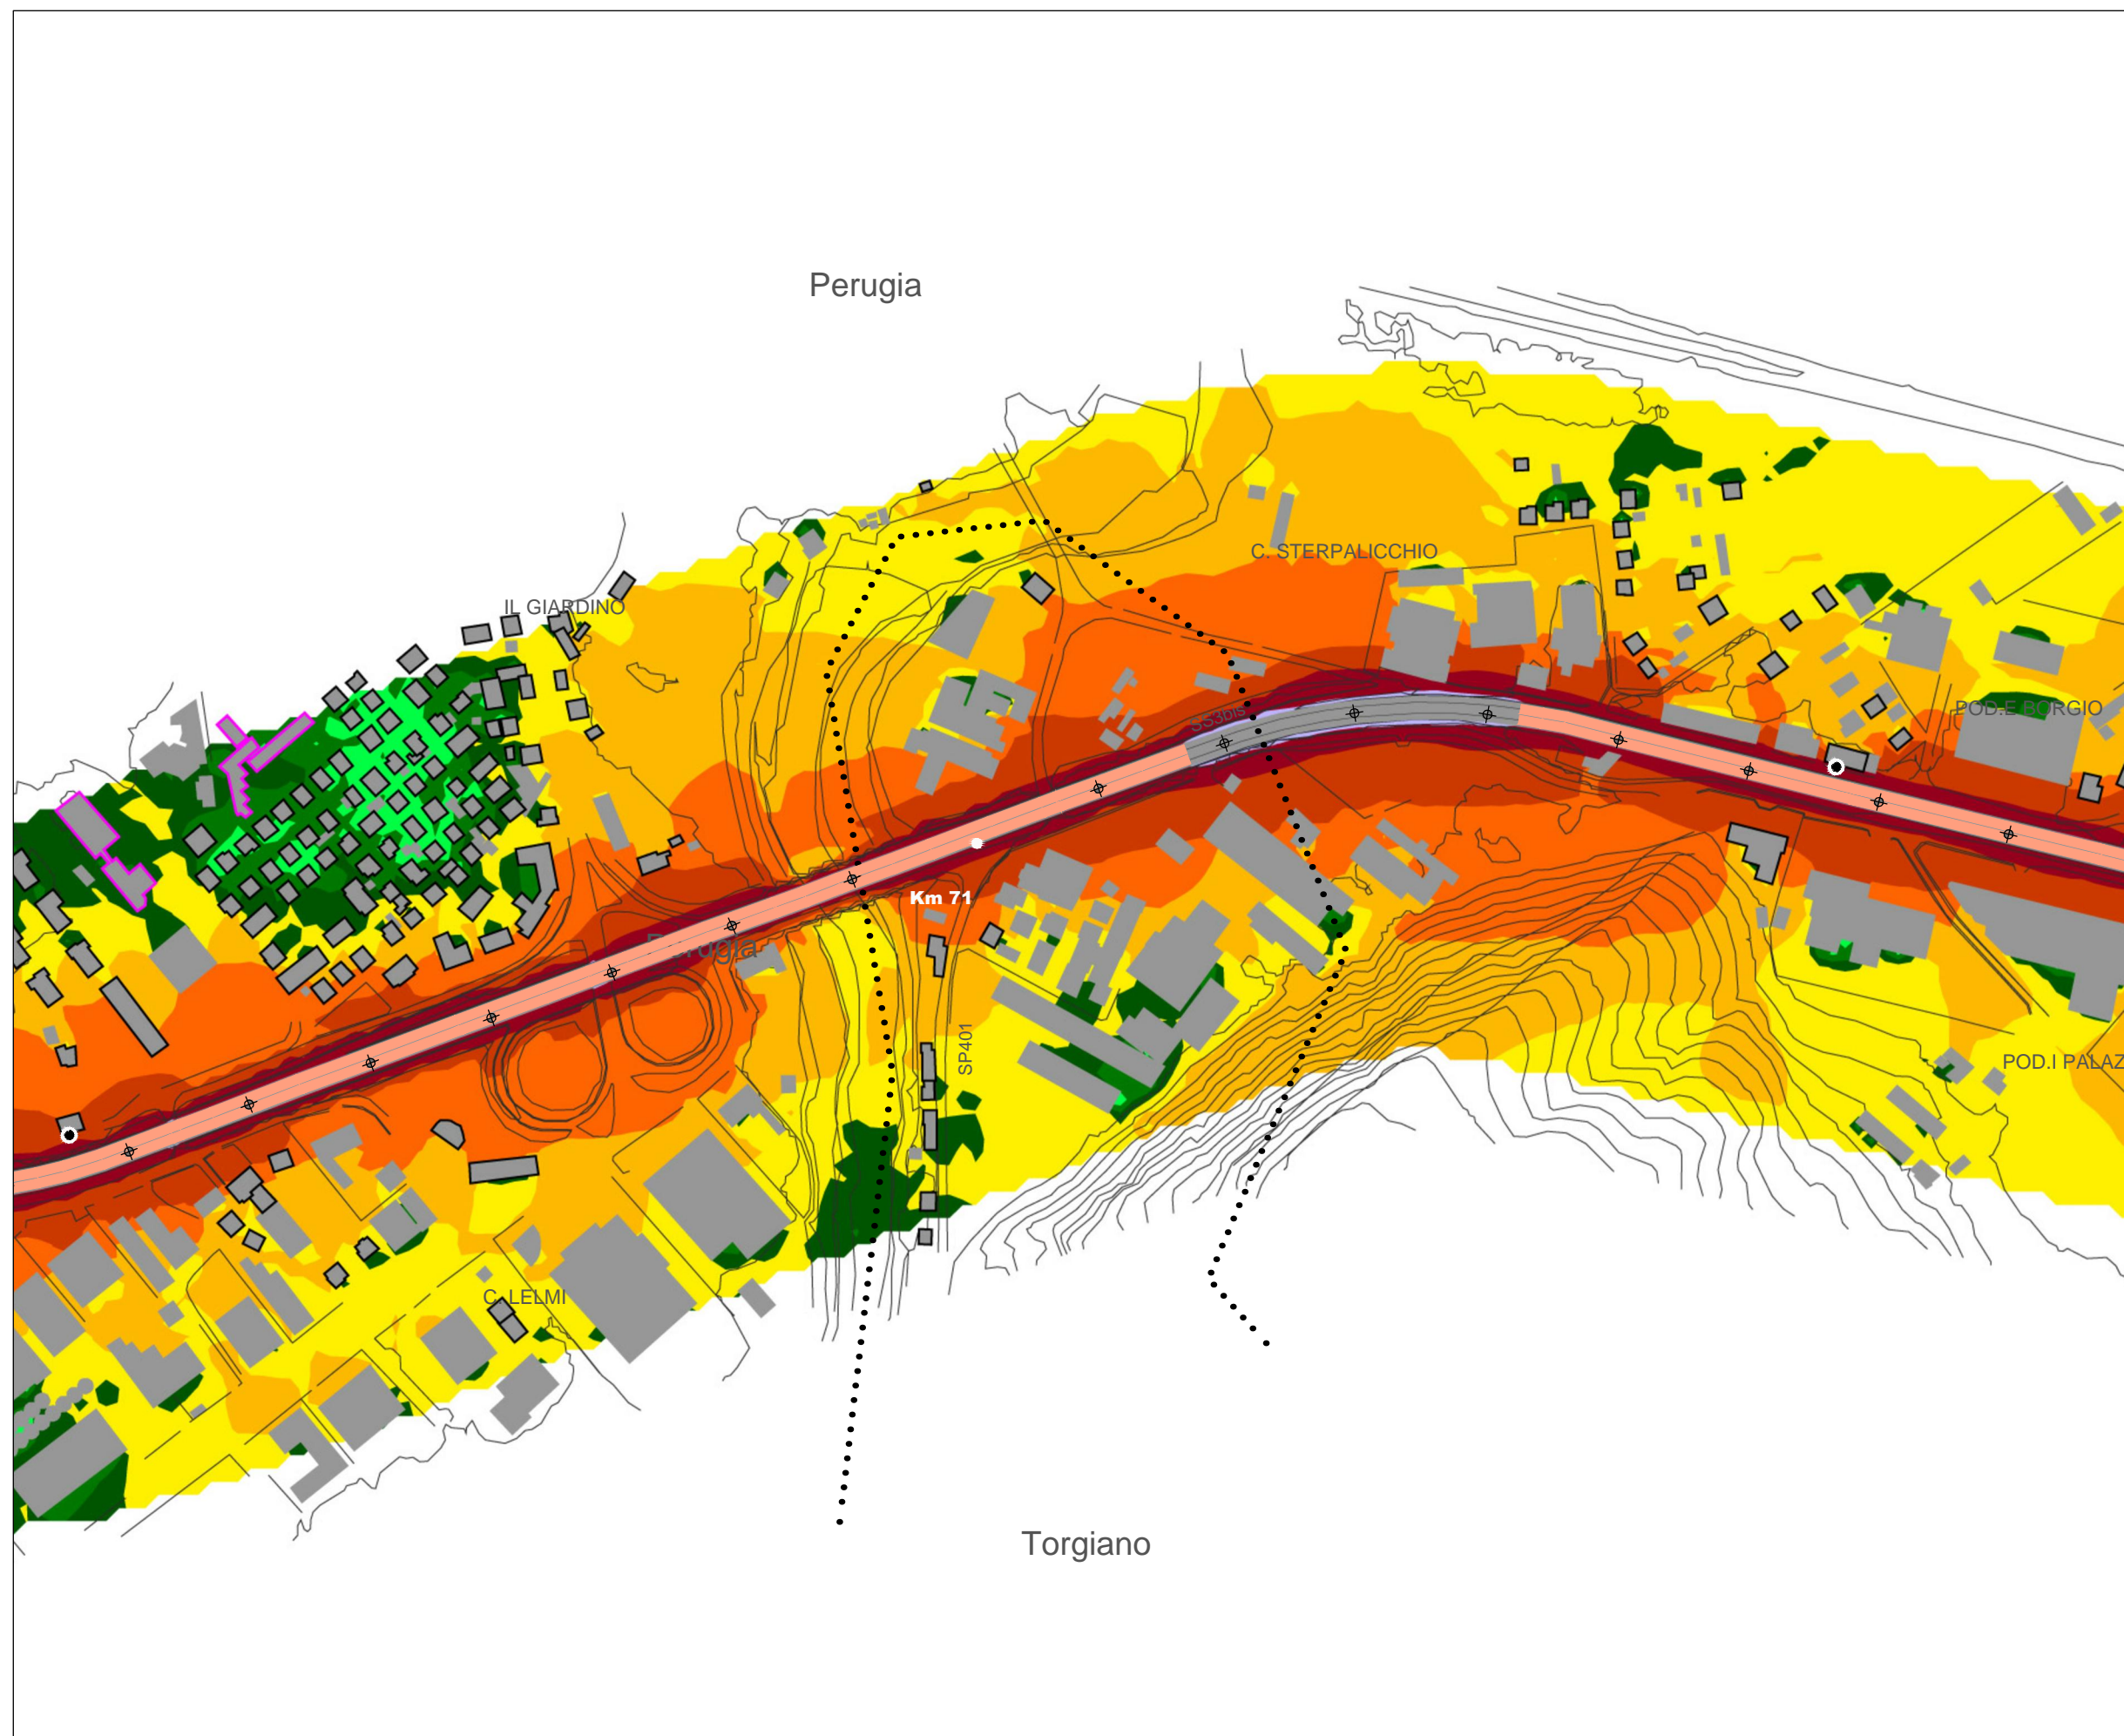 Perugia
C. STERPALICCHIO
IL GIARDINO
SS3bis
POD.E BORGIO
Km 71
Perugia
SP401
POD.I PALAZ
C. LELMI
Torgiano